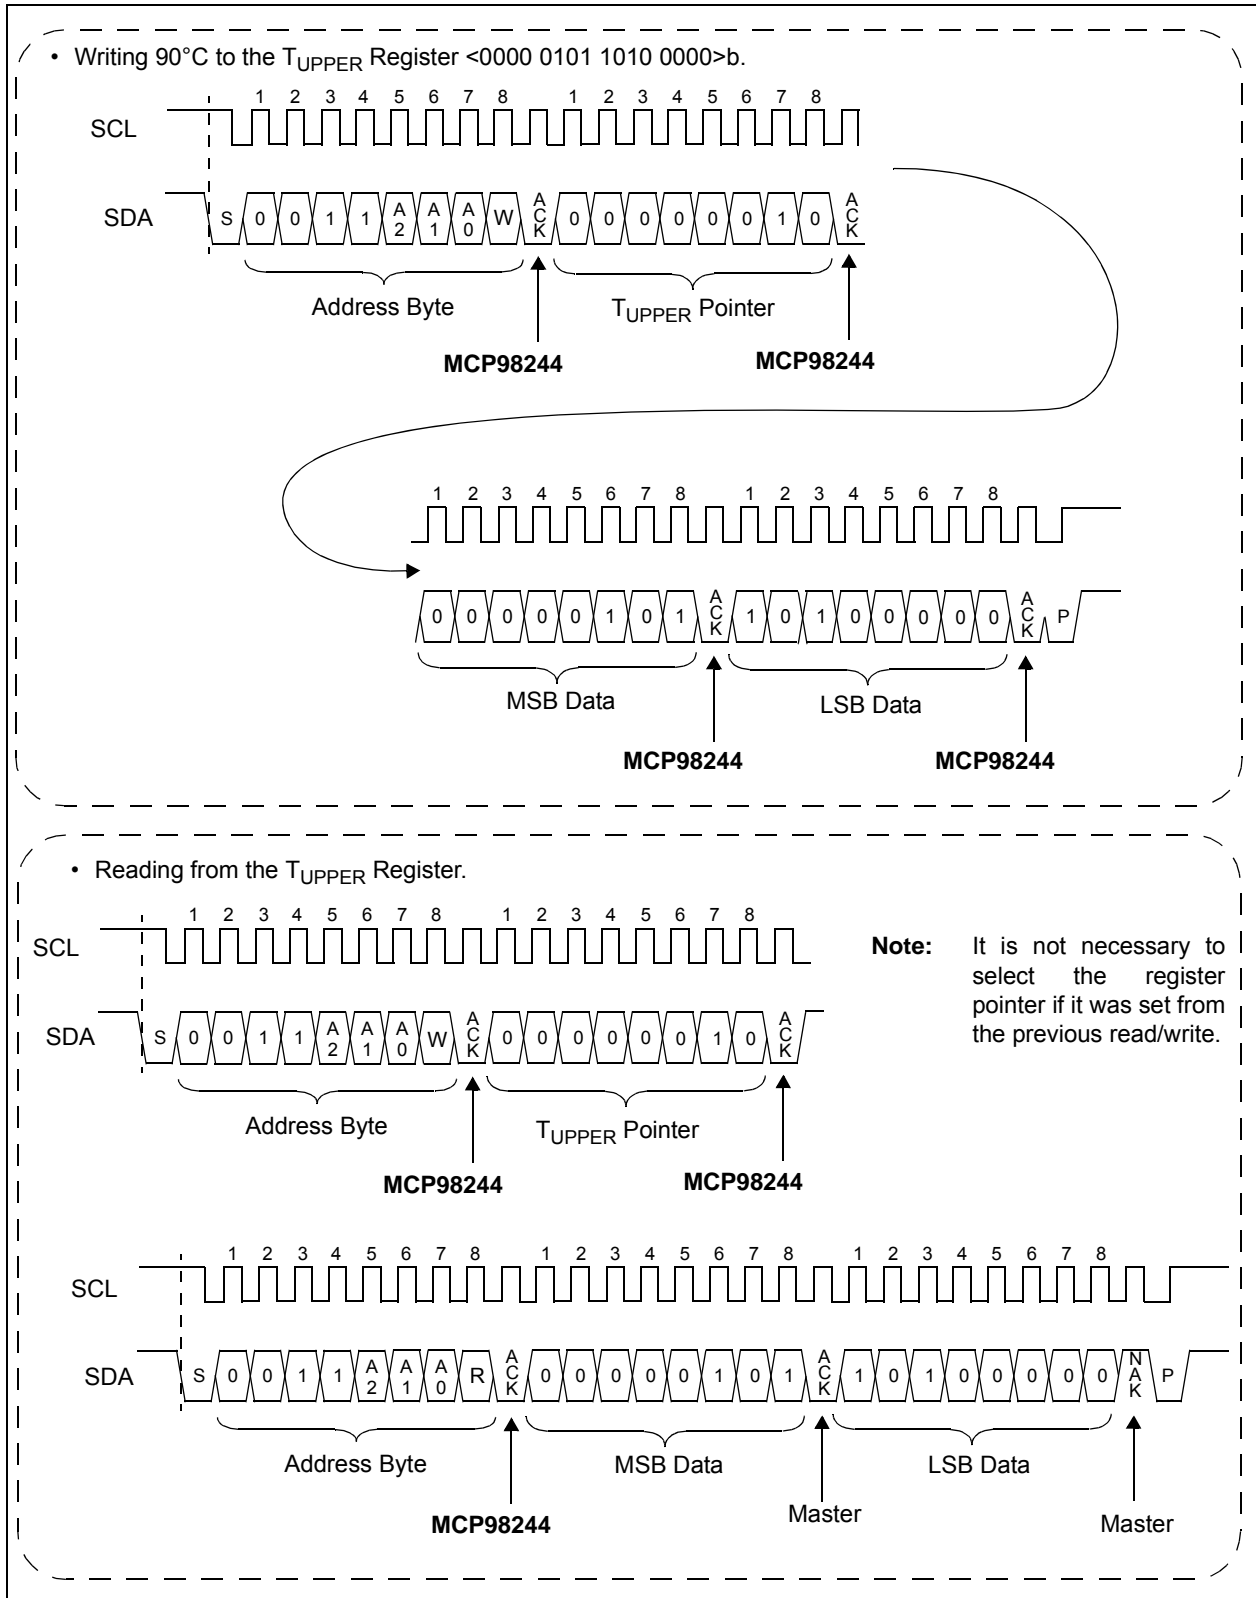 • Writing 90°C to the TUPPER Register <0000 0101 1010 0000>b.
1 2 3 4 5 6 7 8 1 2 3 4 5 6 7 8
SCL
SDA S 0 0 1 1 A2 A1 A0 W ACK 0 0 0 0 0 0 1 0 ACK
Address Byte TUPPER Pointer
MCP98244 MCP98244
1 2 3 4 5 6 7 8 1 2 3 4 5 6 7 8
0 0 0 0 0 1 0 1 ACK 1 0 1 0 0 0 0 0 ACK P
MSB Data LSB Data
MCP98244 MCP98244
• Reading from the TUPPER Register.
1 2 3 4 5 6 7 8 1 2 3 4 5 6 7 8
SCL
SDA S 0 0 1 1 A2 A1 A0 W ACK 0 0 0 0 0 0 1 0 ACK
Address Byte TUPPER Pointer
MCP98244 MCP98244
Note: It is not necessary to
select the register
pointer if it was set from
the previous read/write.
1 2 3 4 5 6 7 8 1 2 3 4 5 6 7 8 1 2 3 4 5 6 7 8
SCL
SDA S 0 0 1 1 A2 A1 A0 R ACK 0 0 0 0 0 1 0 1 ACK 1 0 1 0 0 0 0 0 NAK P
Address Byte MSB Data LSB Data
MCP98244 Master Master